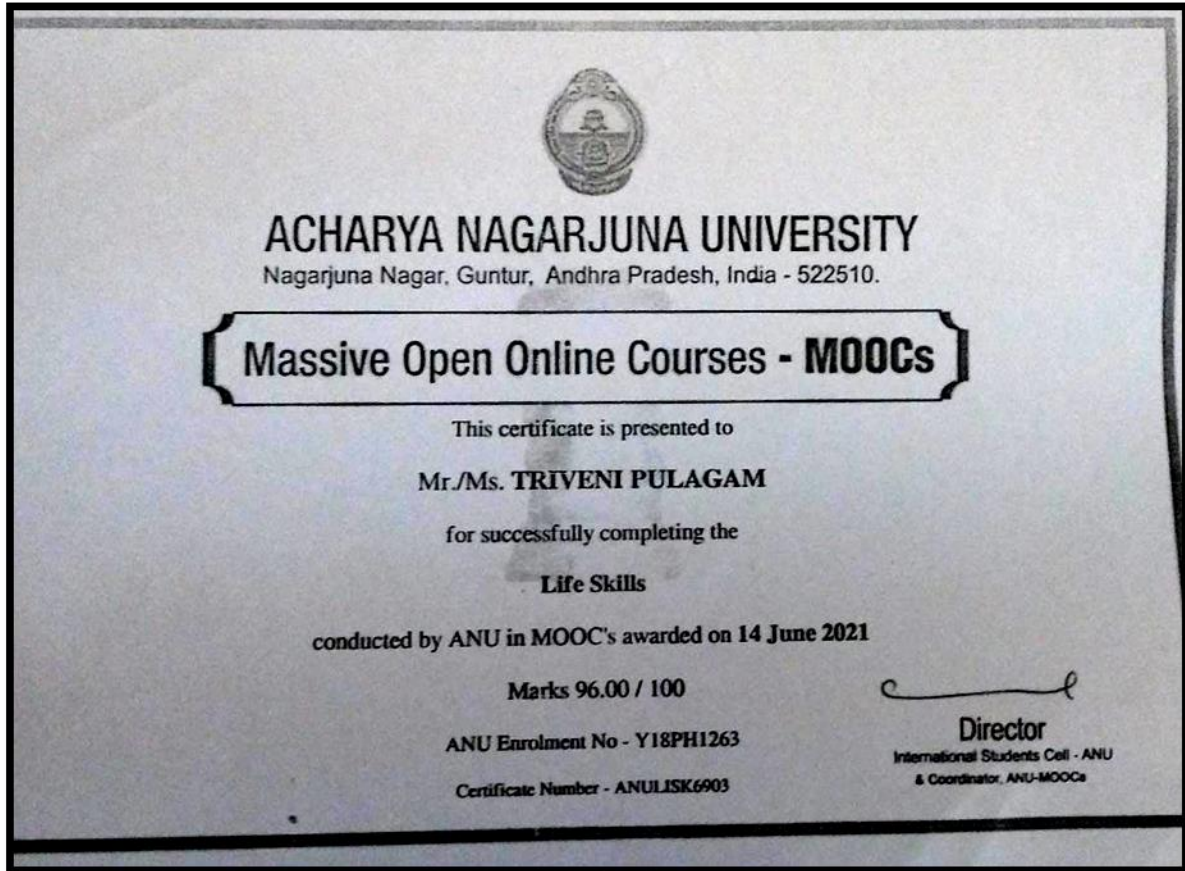 ACHARYA NAGARJUNA UNIVERSITY
Nagarjuna Nagar, Guntur, Andhra Pradesh, India - 522510.
Massive Open Online Courses - MOOCs
This certificate is presented to
Mr./Ms. TRIVENI PULAGAM
for successfully completing the
Life Skills
conducted by ANU in MOOC's awarded on 14 June 2021
Marks 96.00 / 100
ANU Enrolment No - Y18PH1263
Certificate Number - ANULISK6903
Director
International Students Cell - ANU
& Coordinator, ANU-MOOCs